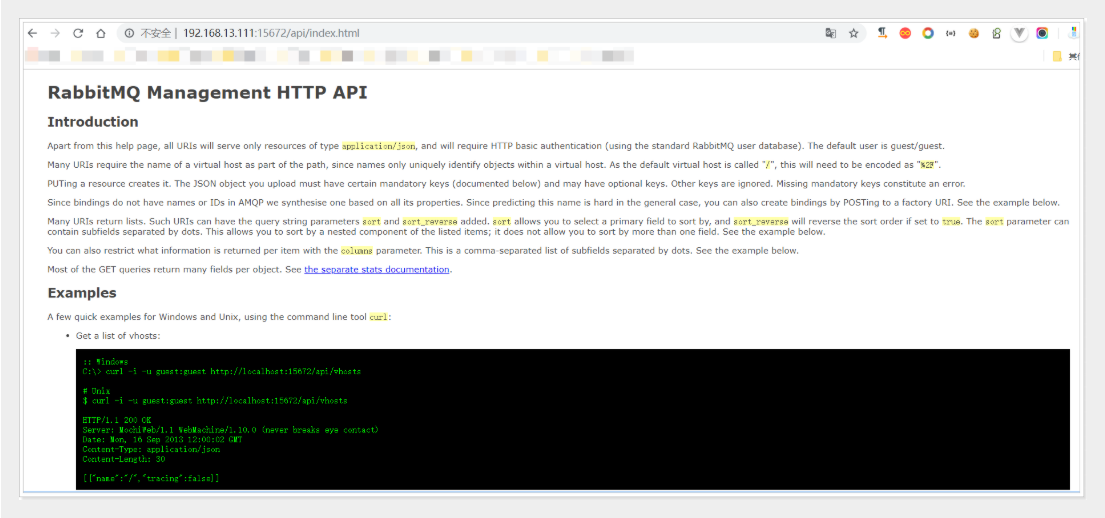 不安全 | 192.168.13.111:15672/api/index.html
RabbitMQ Management HTTP API
Introduction
Apart from this help page, all URIs will serve only resources of type application/json, and will require HTTP basic authentication (using the standard RabbitMQ user database). The default user is guest/guest.
Many URIs require the name of a virtual host as part of the path, since names only uniquely identify objects within a virtual host. As the default virtual host is called "/", this will need to be encoded as "%2F".
PUTing a resource creates it. The JSON object you upload must have certain mandatory keys (documented below) and may have optional keys. Other keys are ignored. Missing mandatory keys constitute an error.
Since bindings do not have names or IDs in AMQP we synthesise one based on all its properties. Since predicting this name is hard in the general case, you can also create bindings by POSTing to a factory URI. See the example below.
Many URIs return lists. Such URIs can have the query string parameters sort and sort_reverse added. sort allows you to select a primary field to sort by, and sort_reverse will reverse the sort order if set to true. The sort parameter can
contain subfields separated by dots. This allows you to sort by a nested component of the listed items; it does not allow you to sort by more than one field. See the example below.
You can also restrict what information is returned per item with the columns parameter. This is a comma-separated list of subfields separated by dots. See the example below.
Most of the GET queries return many fields per object. See the separate stats documentation.
Examples
A few quick examples for Windows and Unix, using the command line tool curl:
• Get a list of vhosts:
:: Windows
C:\> curl -i -u guest:guest http://localhost:15672/api/vhosts
# Unix
$ curl -i -u guest:guest http://localhost:15672/api/vhosts
HTTP/1.1 200 OK
Server: MochiWeb/1.1 WebMachine/1.10.0 (never breaks eye contact)
Date: Mon, 16 Sep 2013 12:00:02 GMT
Content-Type: application/json
Content-Length: 30
[{"name":"/","tracing":false}]